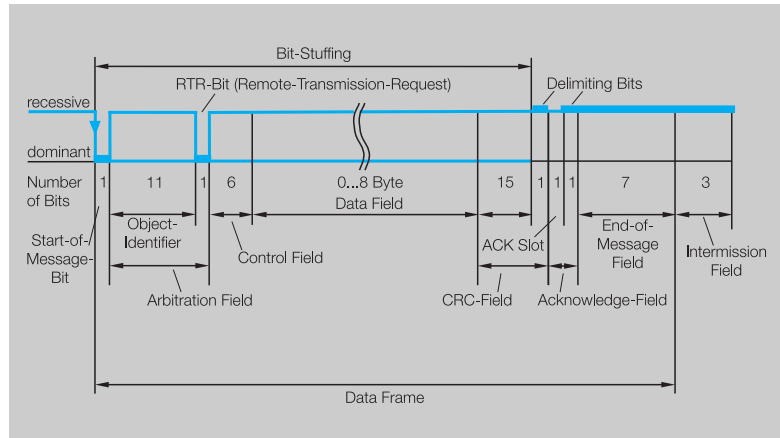 Bit-Stuffing
Delimiting Bits
RTR-Bit (Remote-Transmission-Request)
recessive
dominant
Number of Bits
1 11 1 6 0...8 Byte 15 1 1 1 7 3
Data Field
Start-of-
Message-
Bit
Object-
Identifier
Control Field
ACK Slot
End-of-
Message
Field
Intermission
Field
Arbitration Field
CRC-Field
Acknowledge-Field
Data Frame